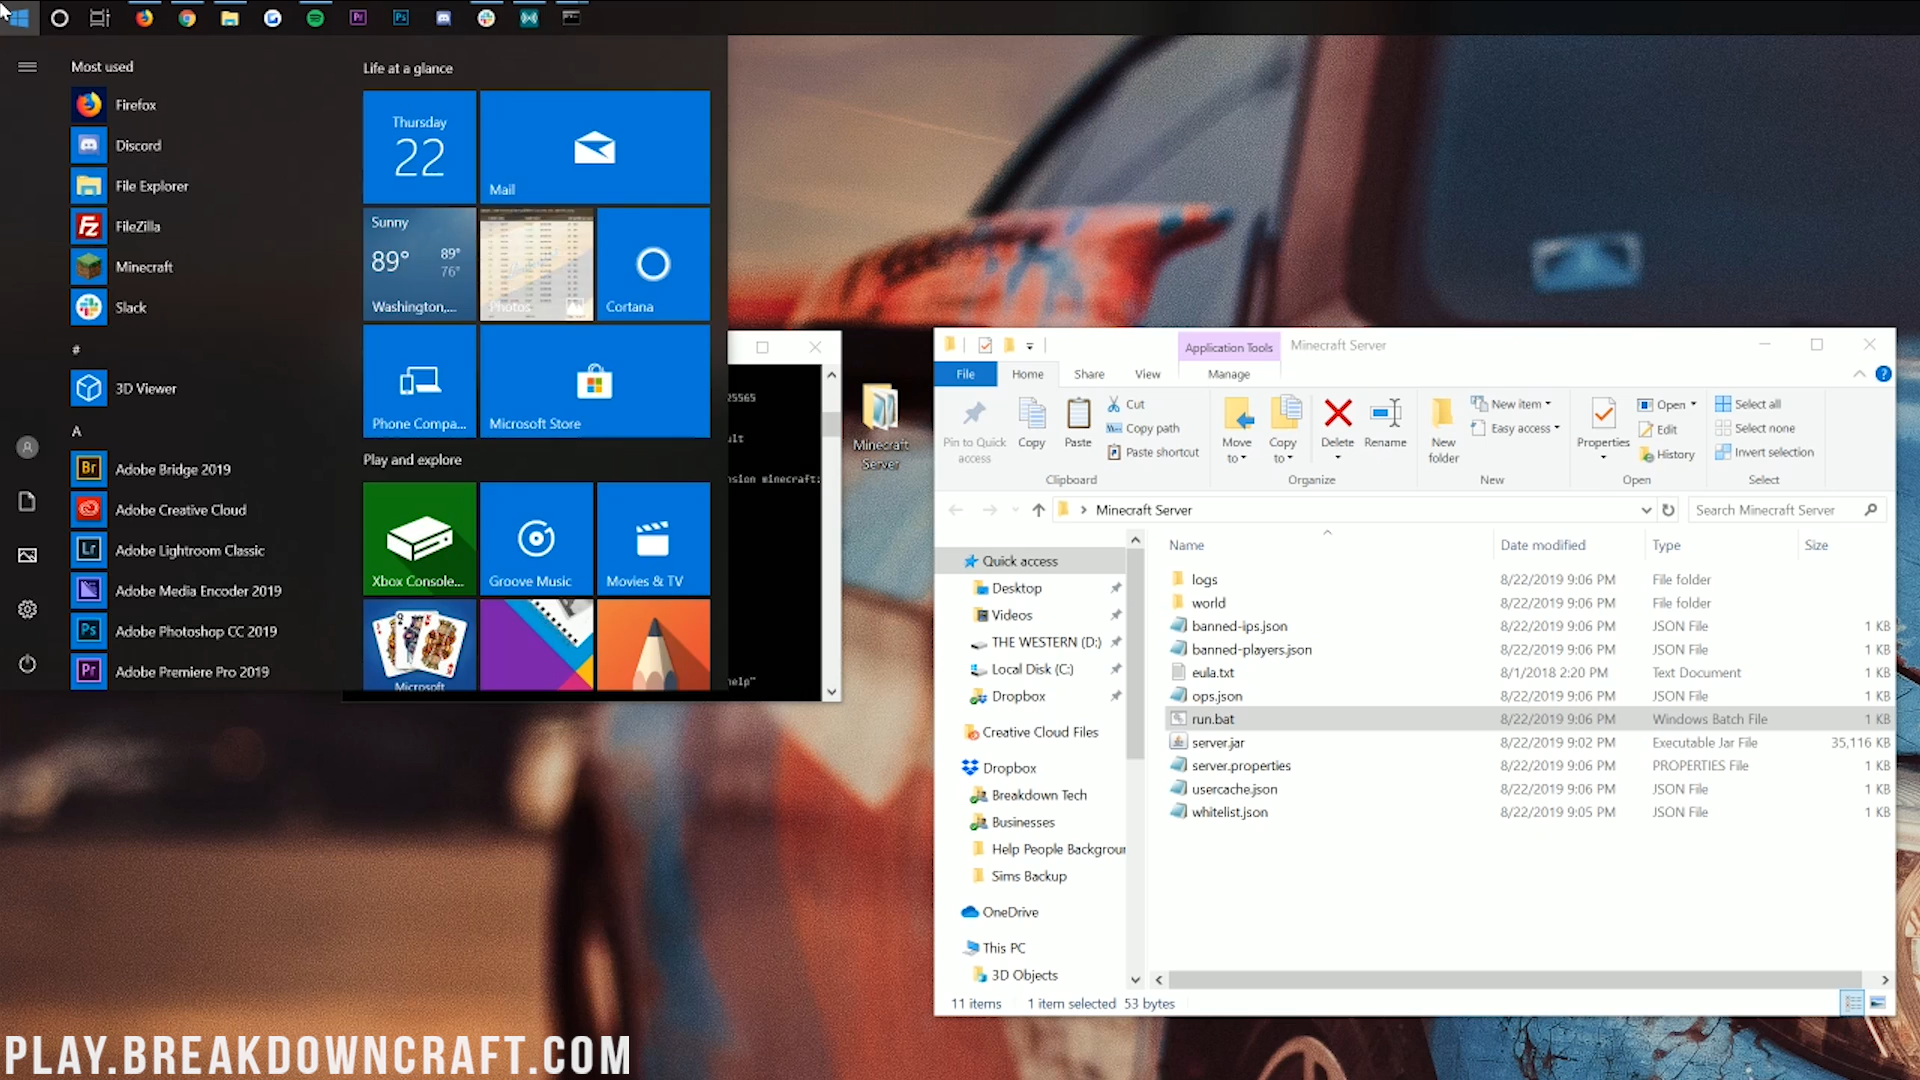 Most used
Firefox
Discord
File Explorer
FileZilla
Minecraft
Slack
#
3D Viewer
A
Adobe Bridge 2019
Adobe Creative Cloud
Adobe Lightroom Classic
Adobe Media Encoder 2019
Adobe Photoshop CC 2019
Adobe Premiere Pro 2019
Life at a glance
Thursday
22
Mail
Sunny
89°
89°
76°
Washington,...
Photos
Cortana
Phone Compa...
Microsoft Store
Play and explore
Xbox Console...
Groove Music
Movies & TV
Microsoft
25565
ult
nsion minecraft:
elp"
Minecraft
Server
Application Tools
Minecraft Server
File
Home
Share
View
Manage
Pin to Quick
access
Copy
Paste
Cut
Copy path
Paste shortcut
Clipboard
Move
to
Copy
to
Delete
Rename
Organize
New
folder
New item
Easy access
New
Properties
Open
Edit
History
Open
Select all
Select none
Invert selection
Select
Minecraft Server
Search Minecraft Server
Quick access
Desktop
Videos
THE WESTERN (D:)
Local Disk (C:)
Dropbox
Creative Cloud Files
Dropbox
Breakdown Tech
Businesses
Help People Backgroun
Sims Backup
OneDrive
This PC
3D Objects
Name Date modified Type Size
logs 8/22/2019 9:06 PM File folder
world 8/22/2019 9:06 PM File folder
banned-ips.json 8/22/2019 9:06 PM JSON File 1 KB
banned-players.json 8/22/2019 9:06 PM JSON File 1 KB
eula.txt 8/1/2018 2:20 PM Text Document 1 KB
ops.json 8/22/2019 9:06 PM JSON File 1 KB
run.bat 8/22/2019 9:06 PM Windows Batch File 1 KB
server.jar 8/22/2019 9:02 PM Executable Jar File 35,116 KB
server.properties 8/22/2019 9:06 PM PROPERTIES File 1 KB
usercache.json 8/22/2019 9:06 PM JSON File 1 KB
whitelist.json 8/22/2019 9:05 PM JSON File 1 KB
11 items 1 item selected 53 bytes
PLAY.BREAKDOWNCRAFT.COM